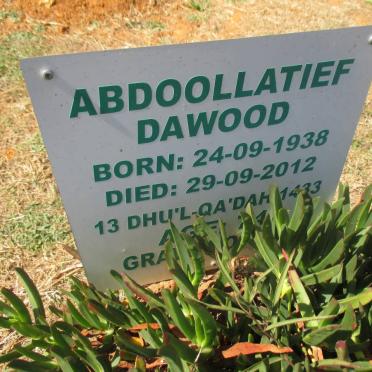 ABDOOLLATIEF
DAWOOD
BORN: 24-09-1938
DIED: 29-09-2012
13 DHU'L-QA'DAH 1433